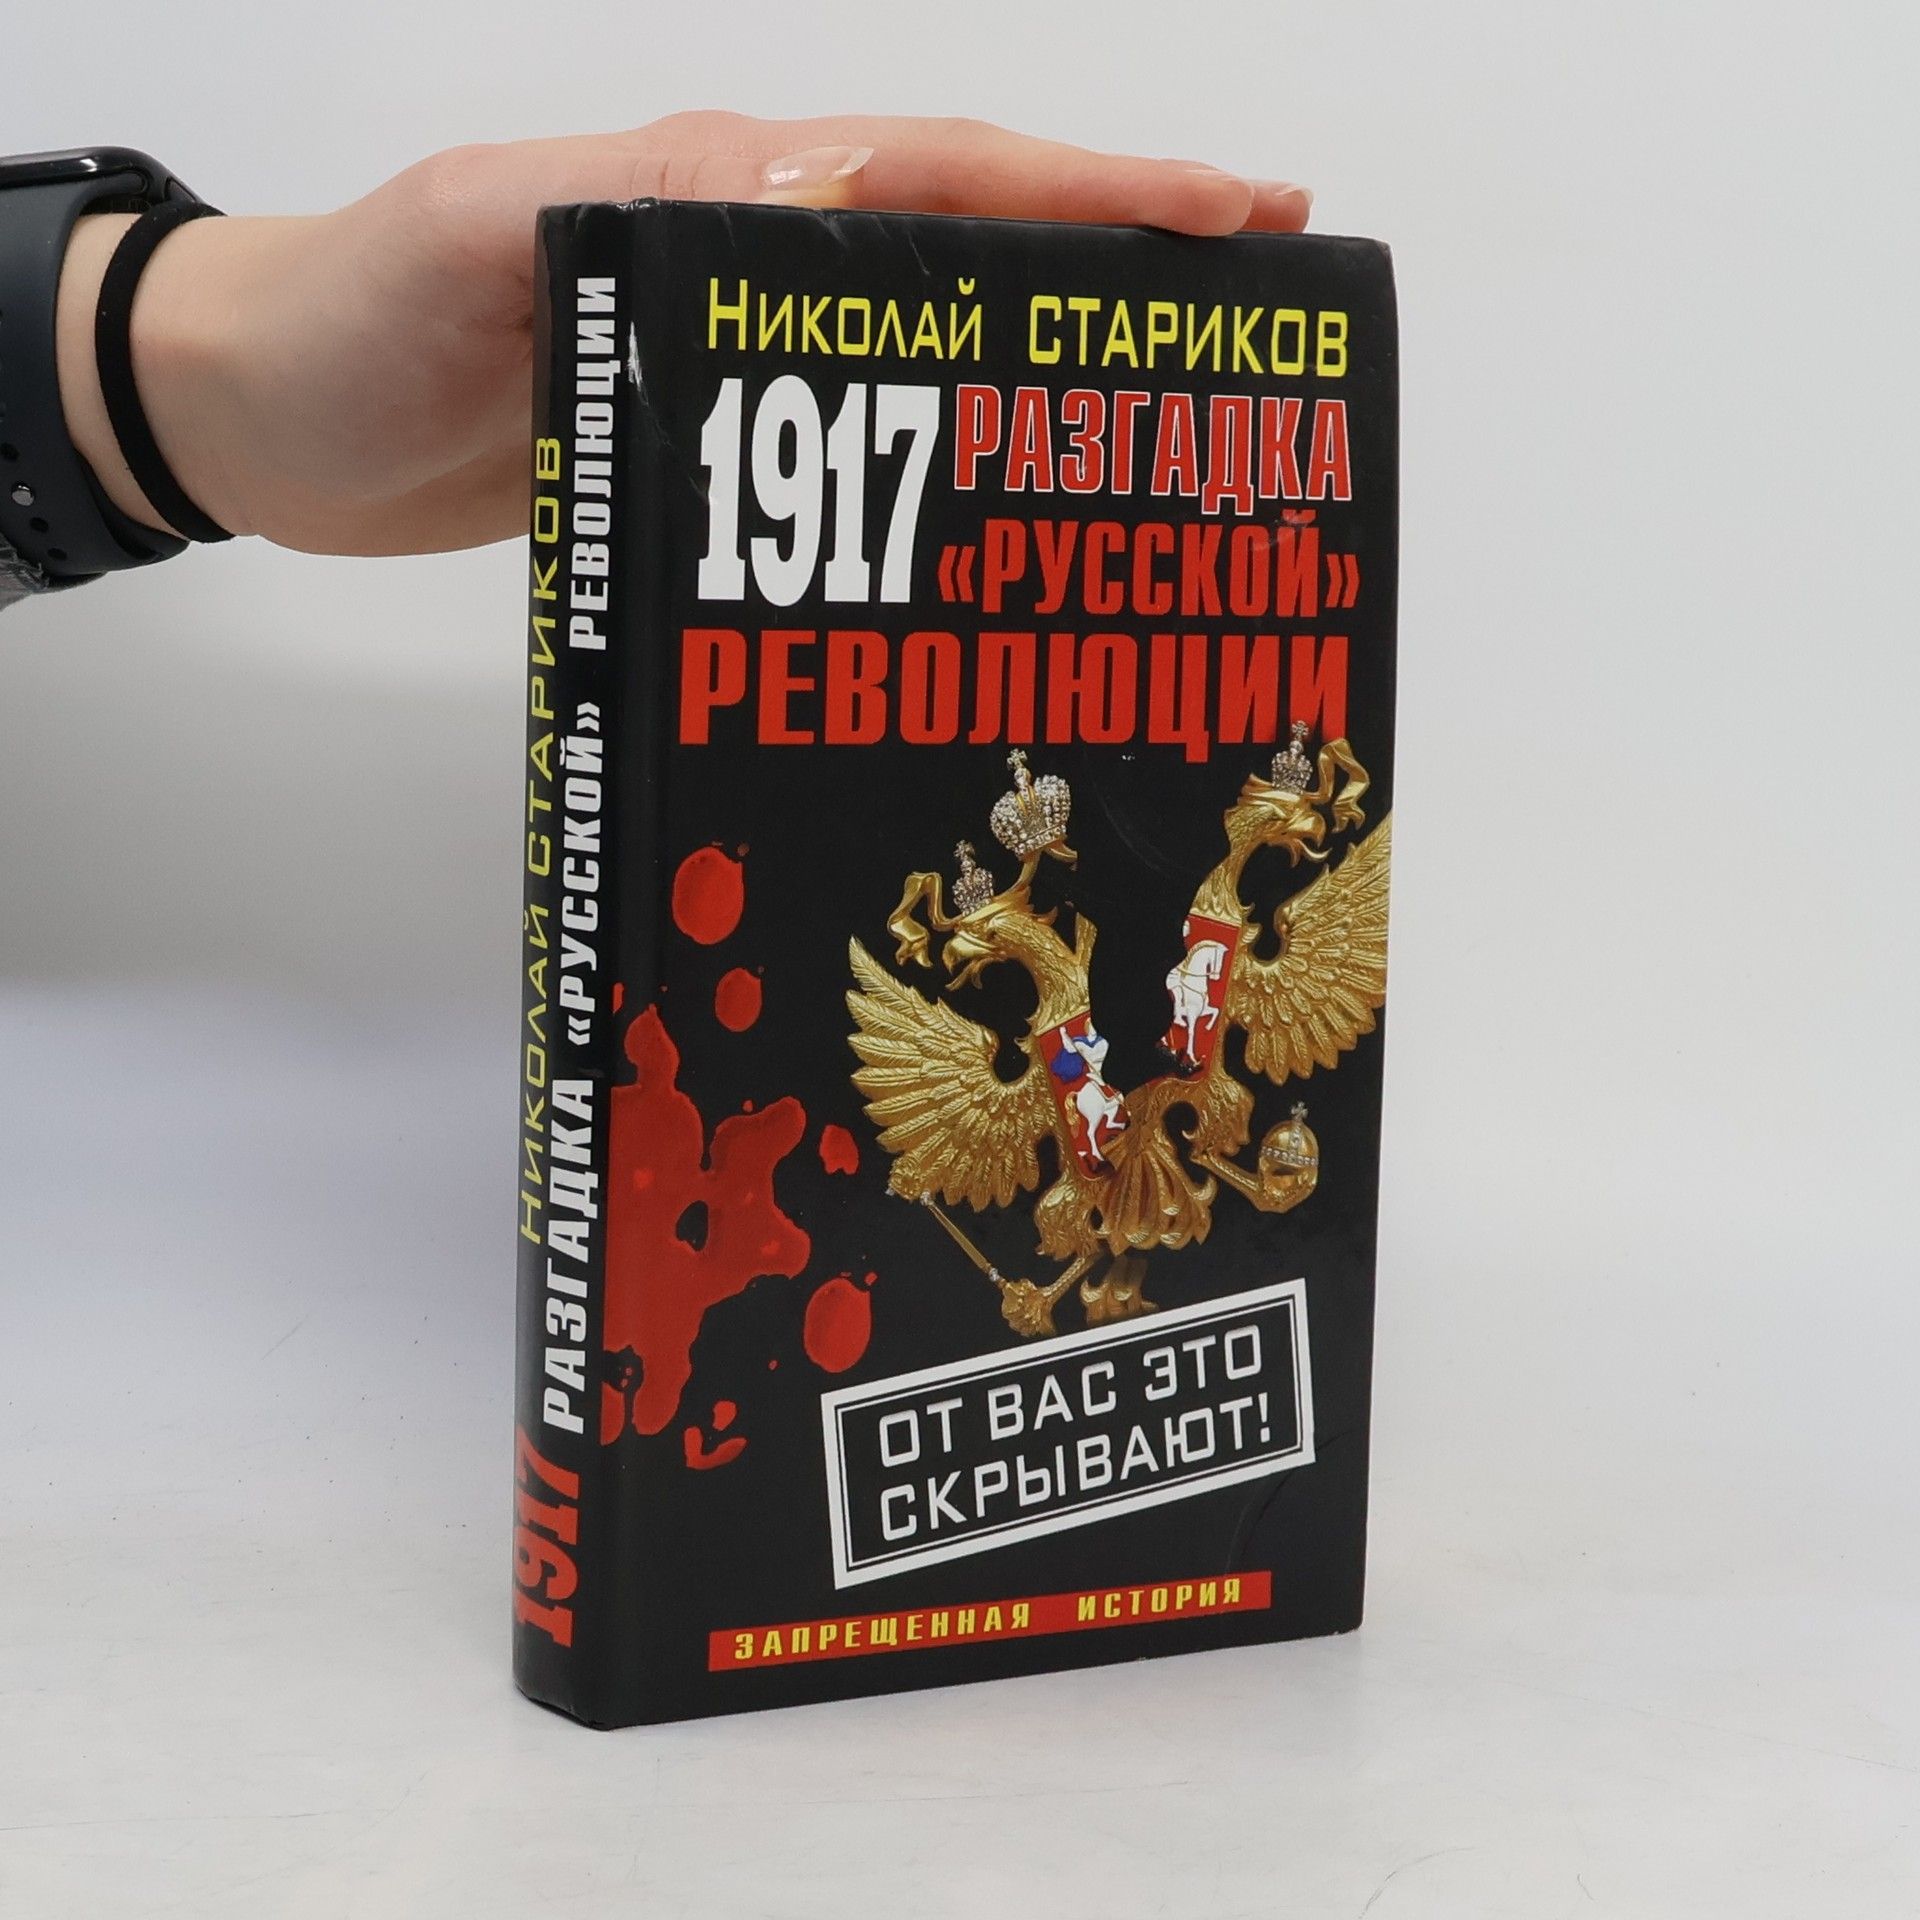 Николай СТАРИКОВ
1917 РАЗГАДКА
«РУССКОЙ»
РЕВОЛЮЦИИ
ОТ ВАС ЭТО
СКРЫВАЮТ!
ЗАПРЕЩЕННАЯ ИСТОРИЯ
Николай СТАРИКОВ
1917 РАЗГАДКА «РУССКОЙ» РЕВОЛЮЦИИ